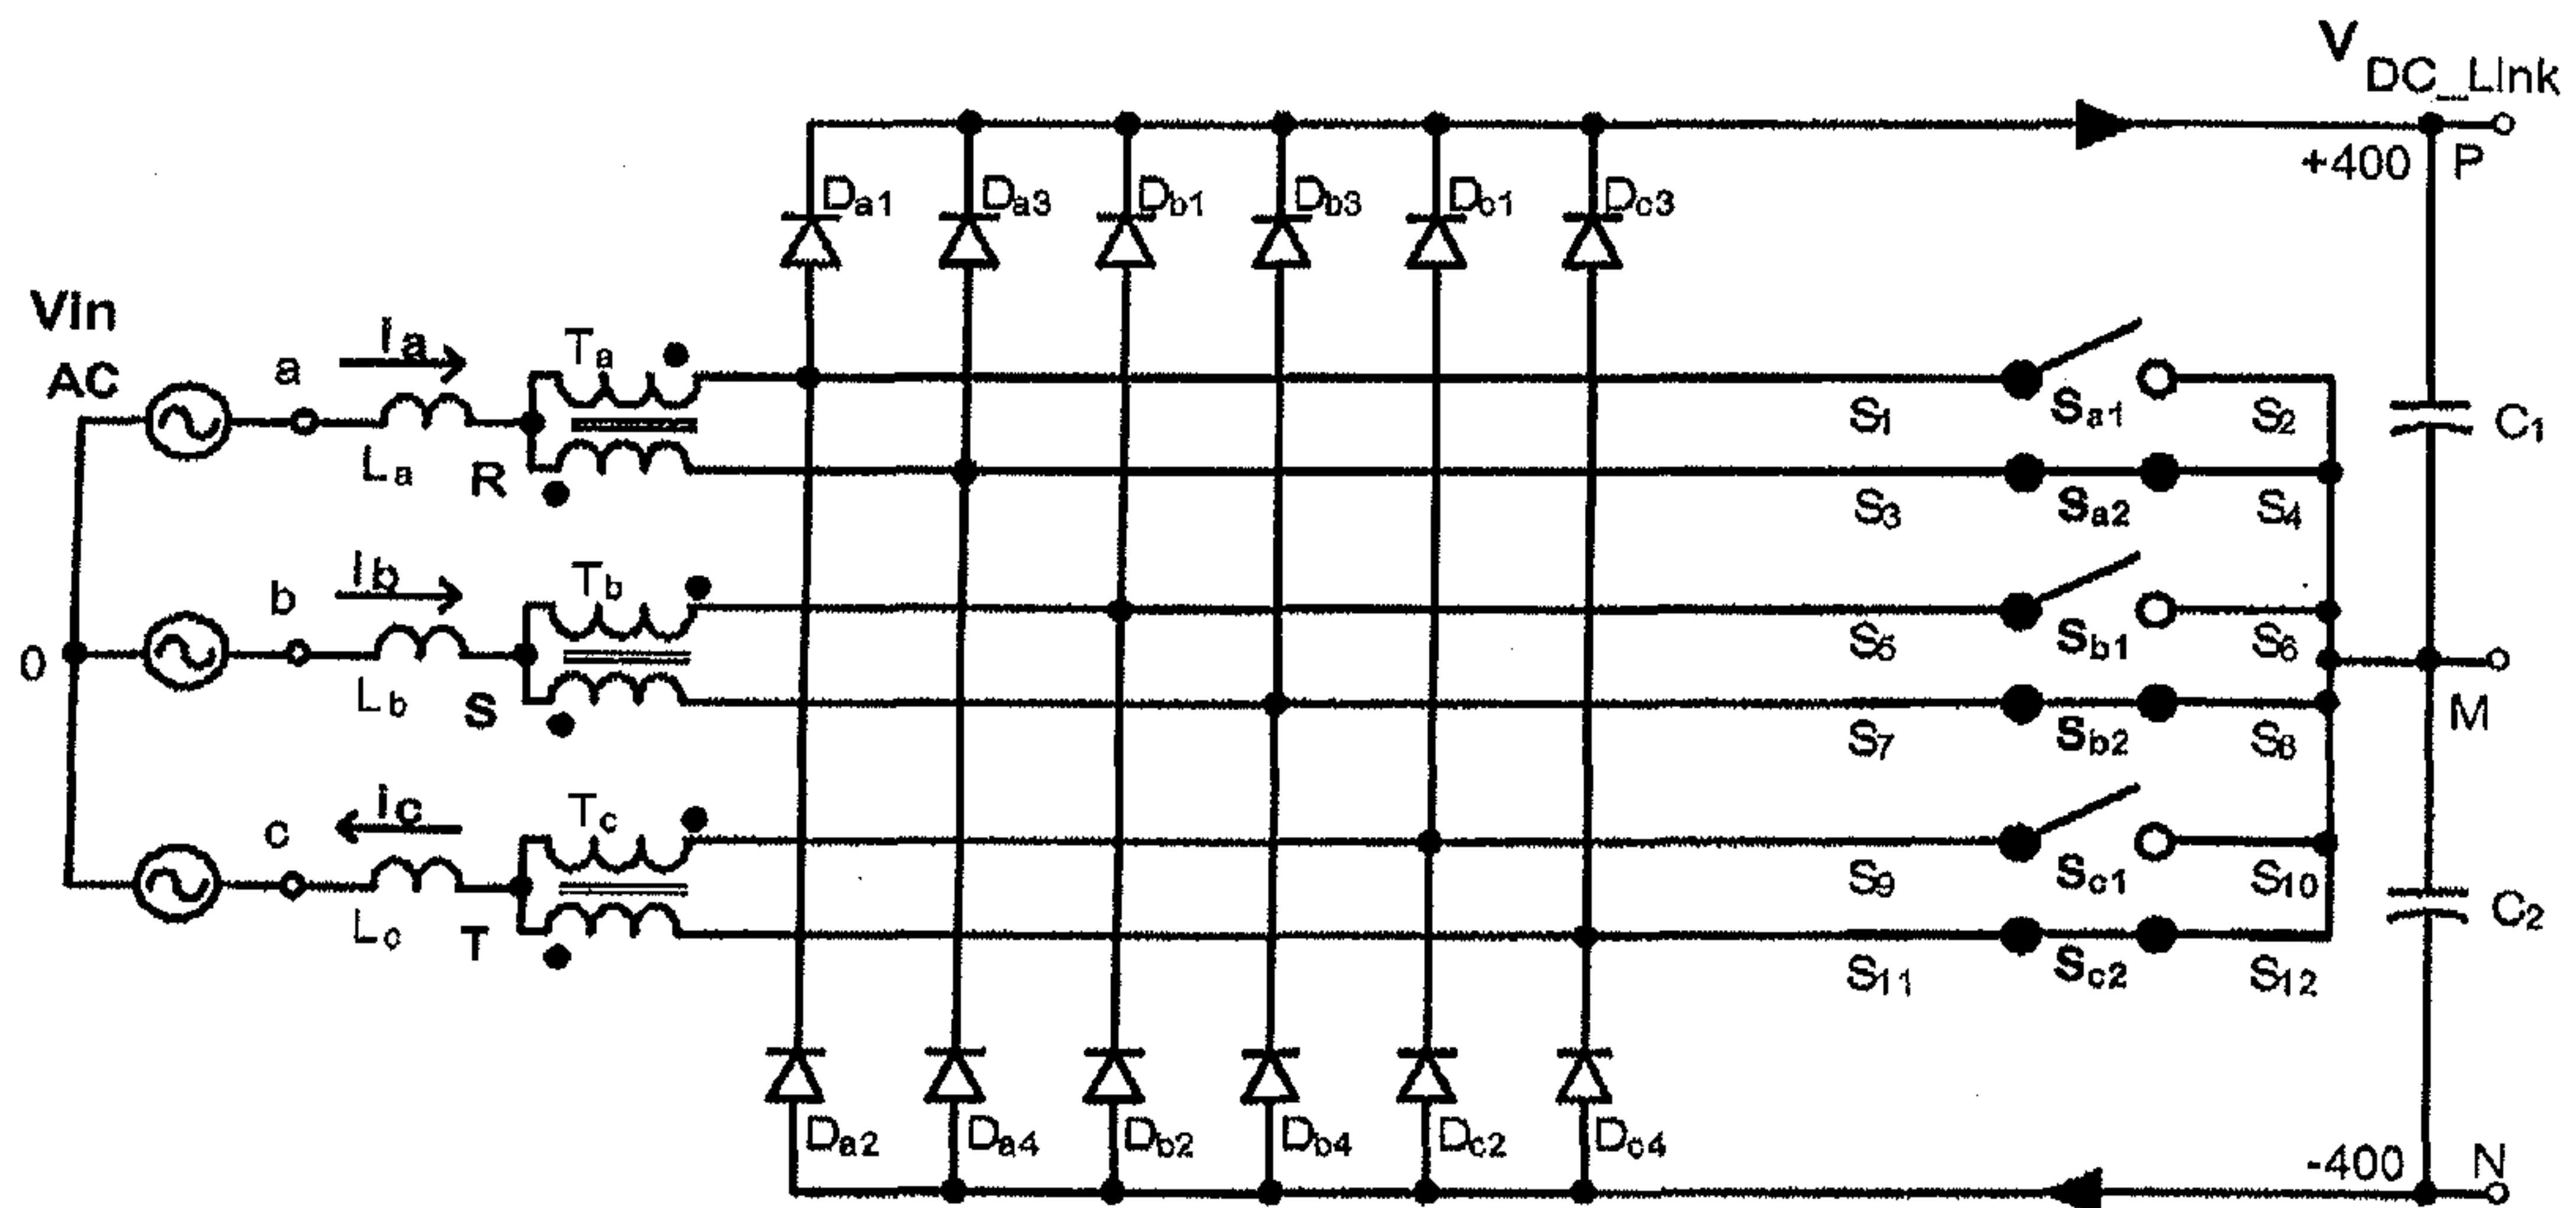 V DC_Link
+400 P
Da1 Da3 Db1 Db3 Dc1 Dc3
Vin
AC
a
ia
La
R
Ta
S1 Sa1 S2
C1
S3 Sa2 S4
0
b
ib
Lb
S
Tb
S5 Sb1 S6
M
S7 Sb2 S8
c
ic
Lc
T
Tc
S9 Sc1 S10
C2
S11 Sc2 S12
Da2 Da4 Db2 Db4 Dc2 Dc4
-400 N